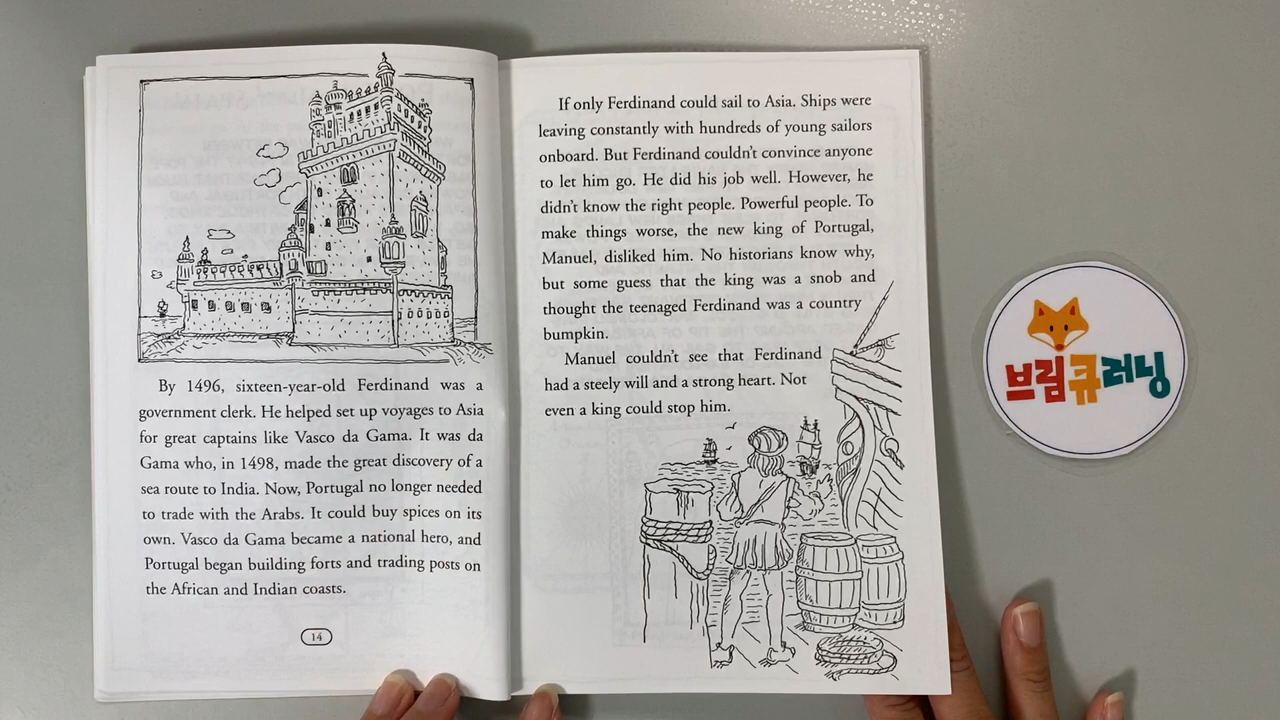 By 1496, sixteen-year-old Ferdinand was a
government clerk. He helped set up voyages to Asia
for great captains like Vasco da Gama. It was da
Gama who, in 1498, made the great discovery of a
sea route to India. Now, Portugal no longer needed
to trade with the Arabs. It could buy spices on its
own. Vasco da Gama became a national hero, and
Portugal began building forts and trading posts on
the African and Indian coasts.
14
If only Ferdinand could sail to Asia. Ships were
leaving constantly with hundreds of young sailors
onboard. But Ferdinand couldn't convince anyone
to let him go. He did his job well. However, he
didn't know the right people. Powerful people. To
make things worse, the new king of Portugal,
Manuel, disliked him. No historians know why,
but some guess that the king was a snob and
thought the teenaged Ferdinand was a country
bumpkin.
Manuel couldn't see that Ferdinand
had a steely will and a strong heart. Not
even a king could stop him.
브림큐러닝